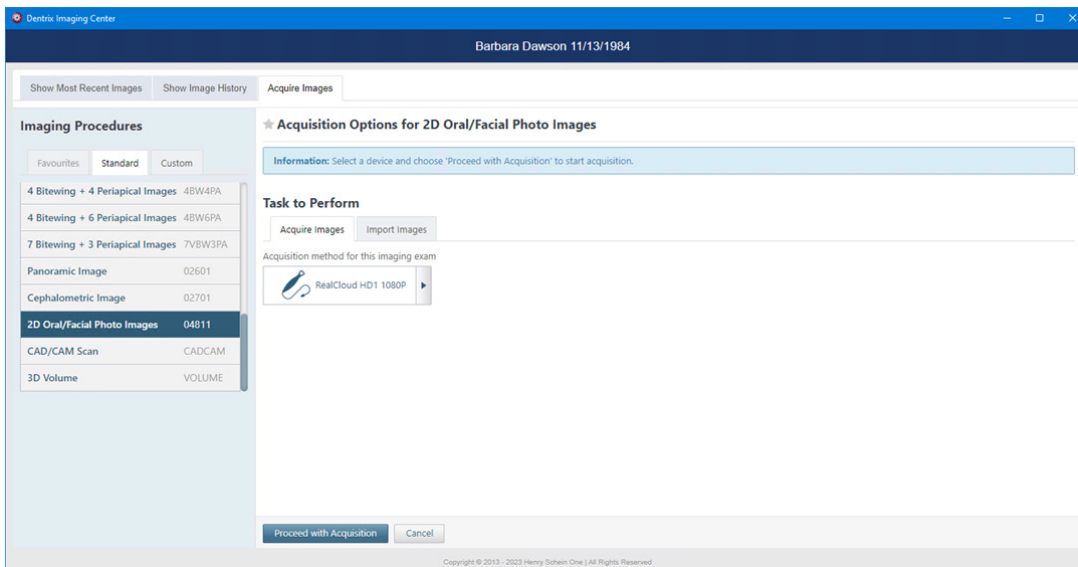 Dentrix Imaging Center
Barbara Dawson 11/13/1984
Show Most Recent Images Show Image History Acquire Images
Imaging Procedures
Favourites Standard Custom
4 Bitewing + 4 Periapical Images 4BW4PA
4 Bitewing + 6 Periapical Images 4BW6PA
7 Bitewing + 3 Periapical Images 7VBW3PA
Panoramic Image 02601
Cephalometric Image 02701
2D Oral/Facial Photo Images 04811
CAD/CAM Scan CADCAM
3D Volume VOLUME
Acquisition Options for 2D Oral/Facial Photo Images
Information: Select a device and choose 'Proceed with Acquisition' to start acquisition.
Task to Perform
Acquire Images Import Images
Acquisition method for this imaging exam
RealCloud HD1 1080P
Proceed with Acquisition Cancel
Copyright © 2013 - 2023 Henry Schein One | All Rights Reserved